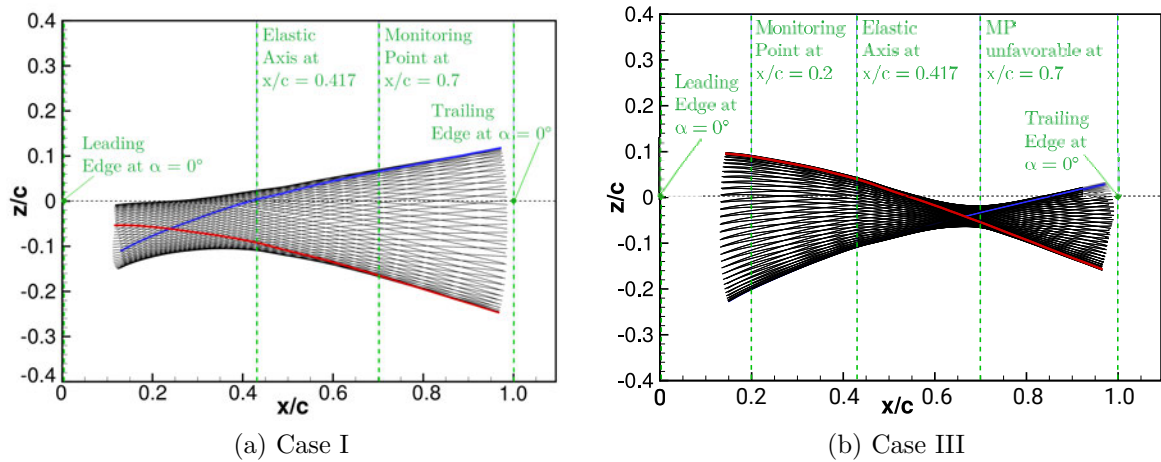 0.4
0.3
0.2
0.1
0
-0.1
-0.2
-0.3
-0.4
z/c
Elastic
Axis at
x/c = 0.417
Monitoring
Point at
x/c = 0.7
Trailing
Edge at α = 0°
Leading
Edge at α = 0°
0
0.2
0.4
0.6
0.8
1.0
x/c
(a) Case I
0.4
0.3
0.2
0.1
0
-0.1
-0.2
-0.3
-0.4
z/c
Monitoring
Point at
x/c = 0.2
Elastic
Axis at
x/c = 0.417
MP
unfavorable at
x/c = 0.7
Leading
Edge at
α = 0°
Trailing
Edge at
α = 0°
0
0.2
0.4
0.6
0.8
1.0
x/c
(b) Case III